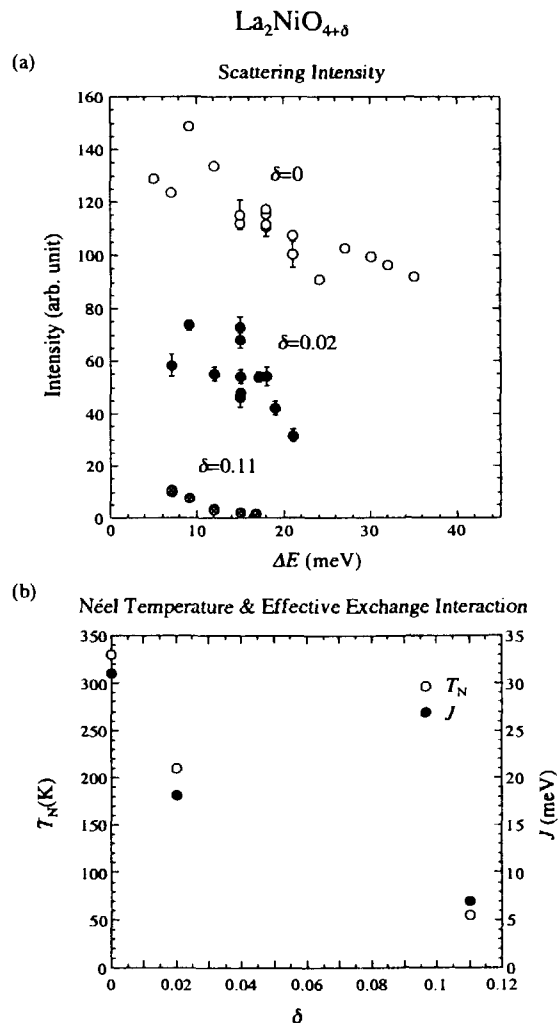 La₂NiO₄₊δ
(a)
Scattering Intensity
160
140
120
100
80
60
40
20
0
Intensity (arb. unit)
δ=0
δ=0.02
δ=0.11
0 10 20 30 40
ΔE (meV)
(b)
Néel Temperature & Effective Exchange Interaction
350
300
250
200
150
100
50
0
T_N(K)
T_N
J
35
30
25
20
15
10
5
0
J (meV)
0 0.02 0.04 0.06 0.08 0.1 0.12
δ